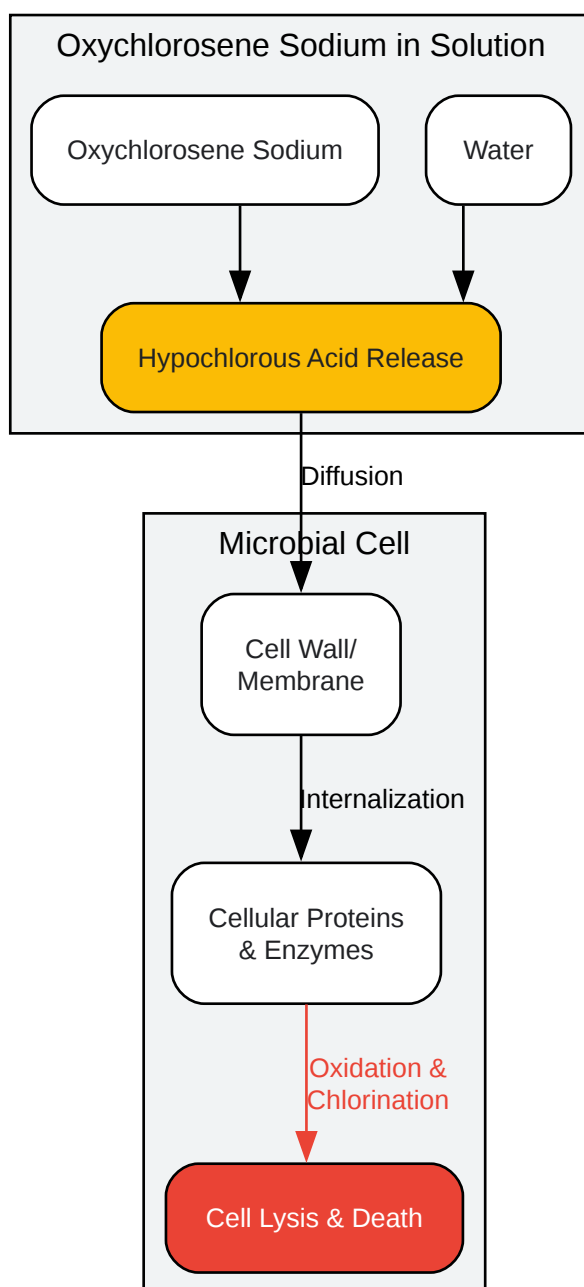 Oxychlorosene Sodium in Solution
Oxychlorosene Sodium
Water
Hypochlorous Acid Release
Diffusion
Microbial Cell
Cell Wall/
Membrane
Internalization
Cellular Proteins
& Enzymes
Oxidation &
Chlorination
Cell Lysis & Death